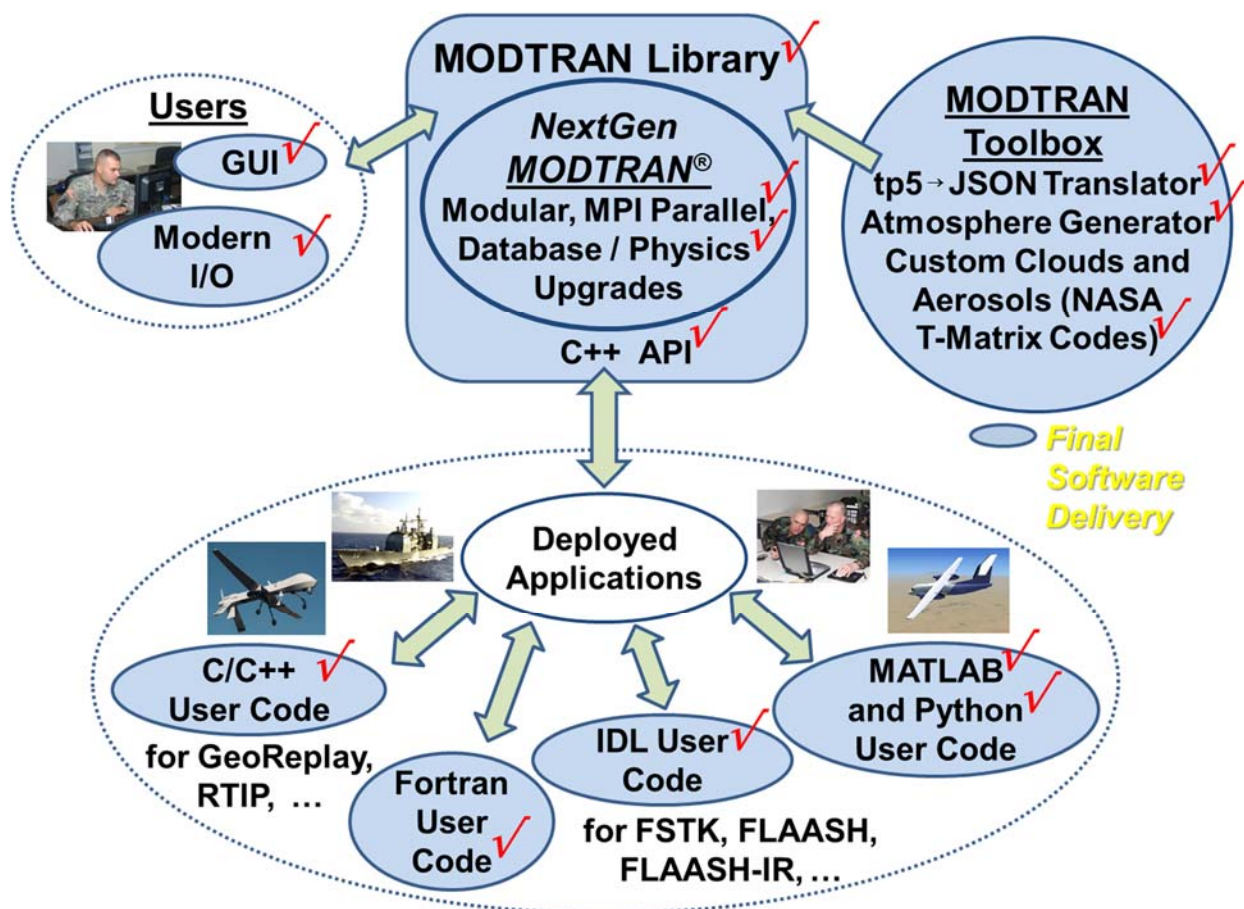 MODTRAN Library√
NextGen
MODTRAN®
Modular, MPI Parallel,√
Database / Physics√
Upgrades
C++ API√
Users
GUI√
Modern√
I/O
MODTRAN
Toolbox
tp5→JSON Translator√
Atmosphere Generator√
Custom Clouds and
Aerosols (NASA
T-Matrix Codes)√
Final
Software
Delivery
Deployed
Applications
C/C++√
User Code
for GeoReplay,
RTIP, ...
Fortran
User
Code√
IDL User√
Code
for FSTK, FLAASH,
FLAASH-IR, ...
MATLAB√
and Python√
User Code